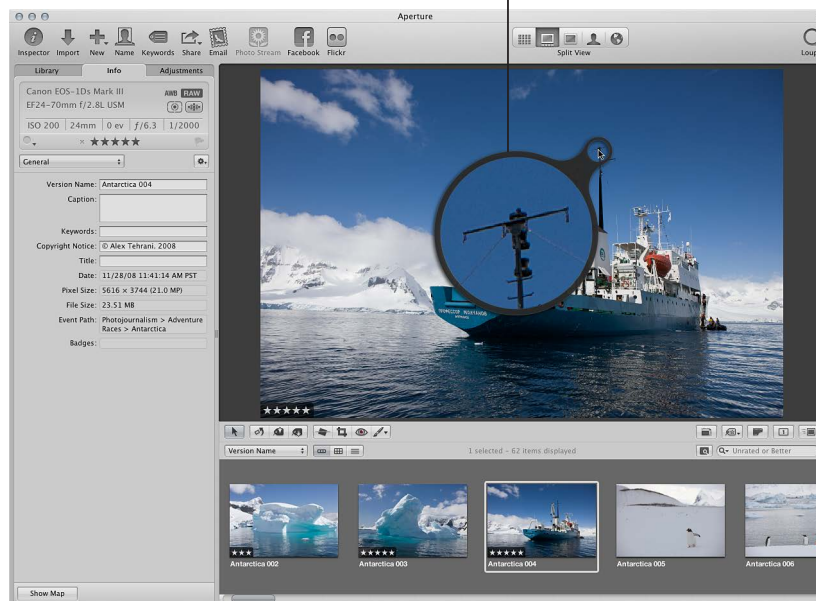 Aperture
Inspector Import New Name Keywords Share Email Photo Stream Facebook Flickr
Split View
Loup
Library Info Adjustments
Canon EOS-1Ds Mark III AWB RAW
EF24-70mm f/2.8L USM
ISO 200 24mm 0 ev ƒ/6.3 1/2000
× ★★★★★
General
Version Name: Antarctica 004
Caption:
Keywords:
Copyright Notice: © Alex Tehrani, 2008
Title:
Date: 11/28/08 11:41:14 AM PST
Pixel Size: 5616 × 3744 (21.0 MP)
File Size: 23.51 MB
Event Path: Photojournalism > Adventure
Races > Antarctica
Badges:
★★★★★
Version Name
1 selected - 62 items displayed
Unrated or Better
★★★ ★★★★★ ★★★★★
Antarctica 002 Antarctica 003 Antarctica 004 Antarctica 005 Antarctica 006
Show Map